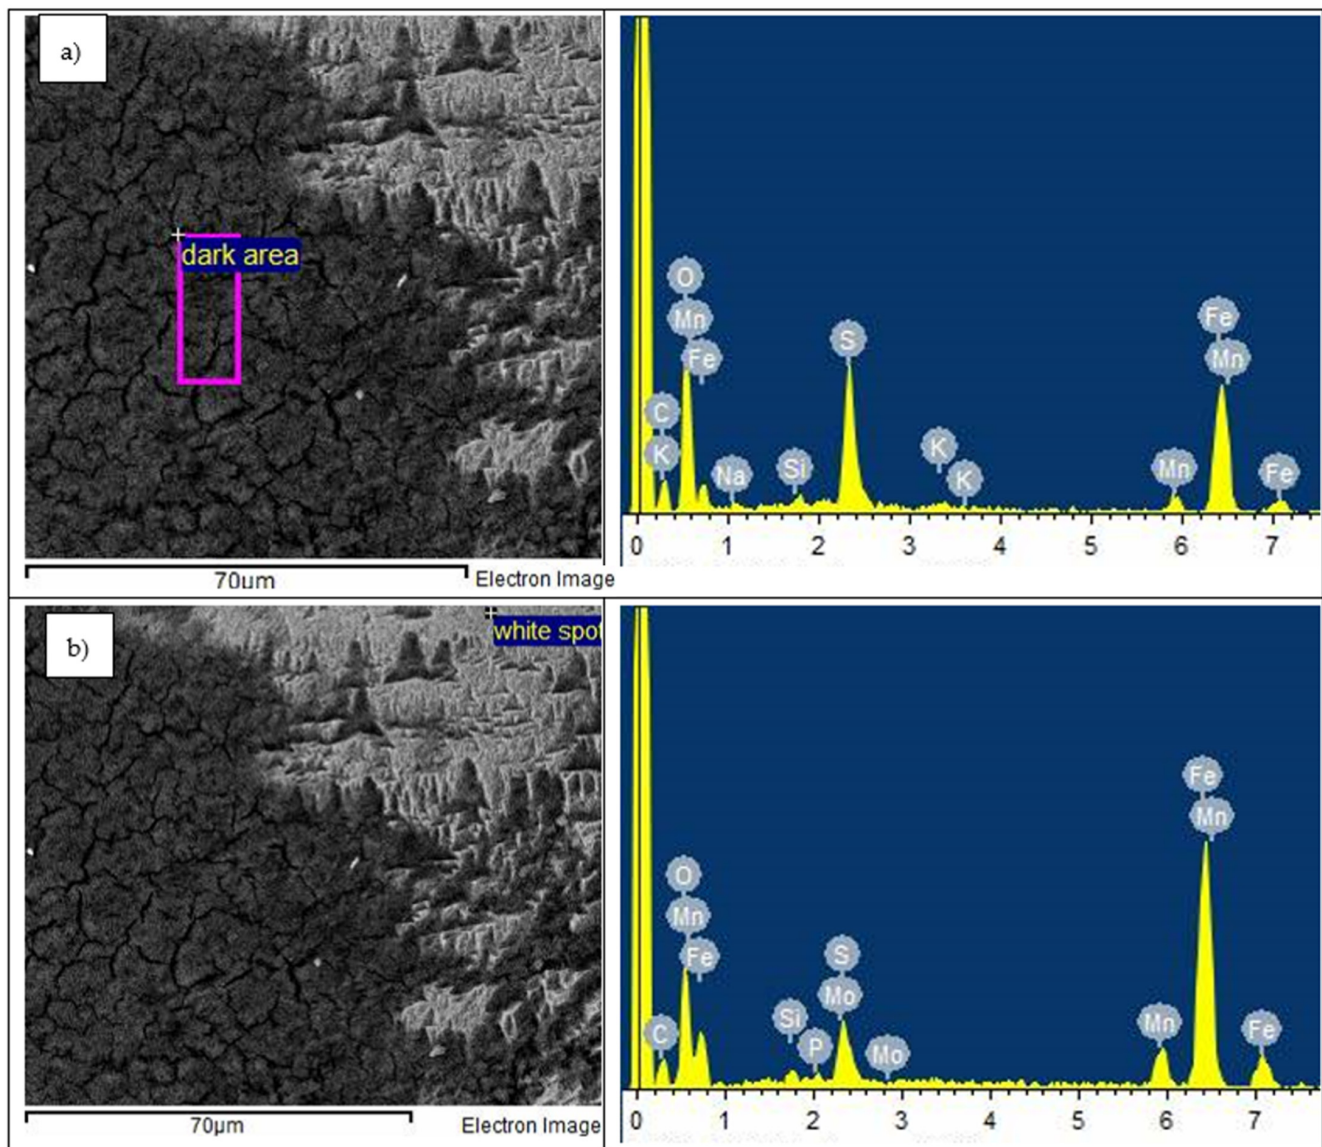 a)
dark area
70µm
Electron Image
O
Mn
Fe
C
K
Na
Si
S
K
K
Mn
Fe
Mn
Fe
0 1 2 3 4 5 6 7
b)
white spot
70µm
Electron Image
O
Mn
Fe
C
Si
P
S
Mo
Mo
Mn
Fe
Mn
Fe
0 1 2 3 4 5 6 7